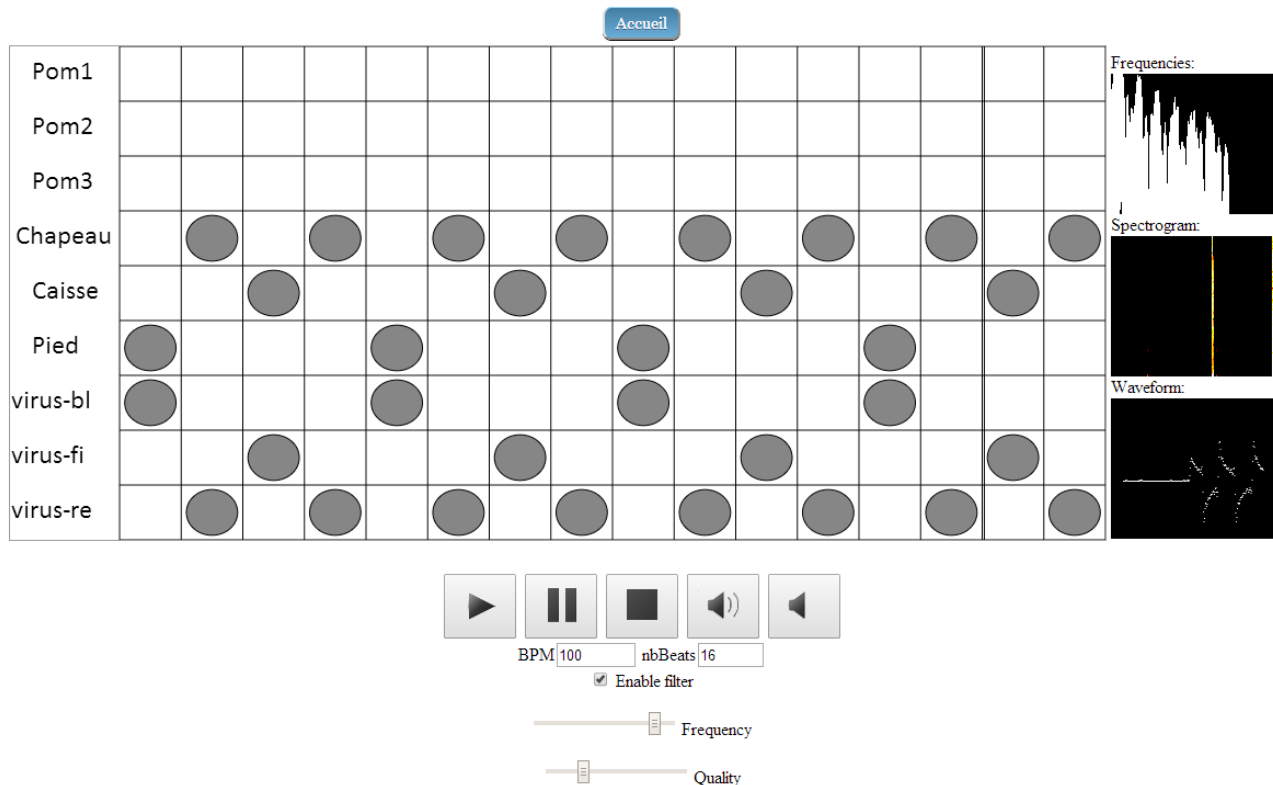 Accueil
Pom1
Pom2
Pom3
Chapeau
Caisse
Pied
virus-bl
virus-fi
virus-re
Frequencies:
Spectrogram:
Waveform:
BPM 100 nbBeats 16
Enable filter
Frequency
Quality